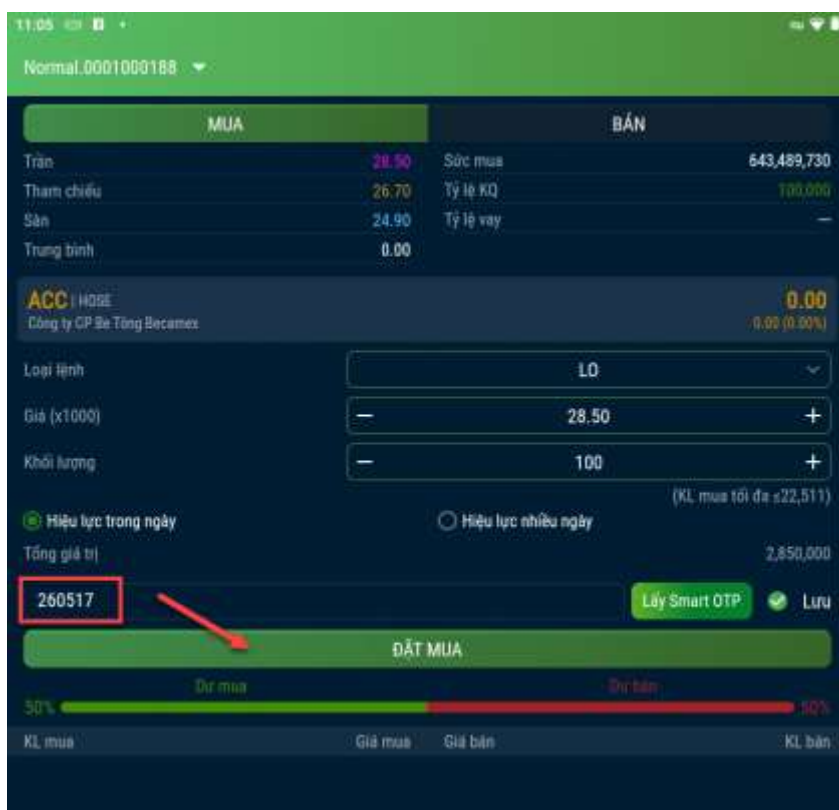 11:05
Normal.0001000188
MUA BÁN
Trần 28.50 Sức mua 643,489,730
Tham chiếu 26.70 Tỷ lệ KQ 100,000
Sàn 24.90 Tỷ lệ vay —
Trung bình 0.00
ACC | HOSE 0.00
Công ty CP Be Tông Becamex 0.00 (0.00%)
Loại lệnh LO
Giá (x1000) − 28.50 +
Khối lượng − 100 +
(KL mua tối đa ≤22,511)
Hiệu lực trong ngày Hiệu lực nhiều ngày
Tổng giá trị 2,850,000
260517 Lấy Smart OTP Lưu
ĐẶT MUA
Dư mua Dư bán
50% 50%
KL mua Giá mua Giá bán KL bán